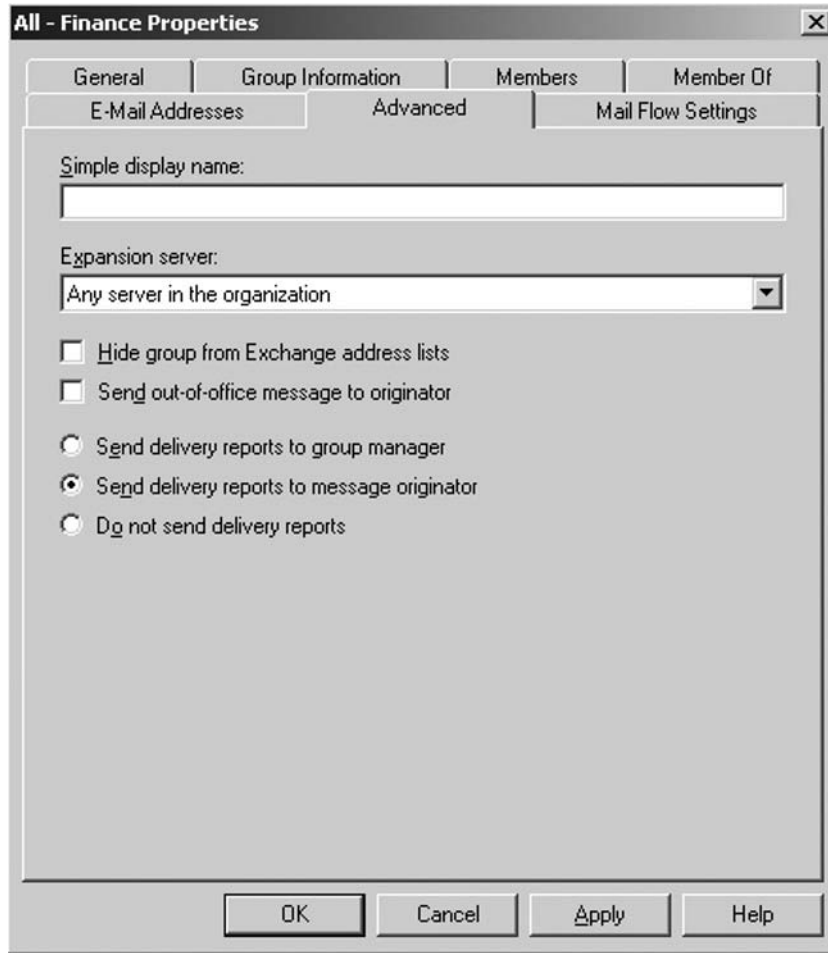 All - Finance Properties
General Group Information Members Member Of
E-Mail Addresses Advanced Mail Flow Settings
Simple display name:
Expansion server:
Any server in the organization
Hide group from Exchange address lists
Send out-of-office message to originator
Send delivery reports to group manager
Send delivery reports to message originator
Do not send delivery reports
OK Cancel Apply Help